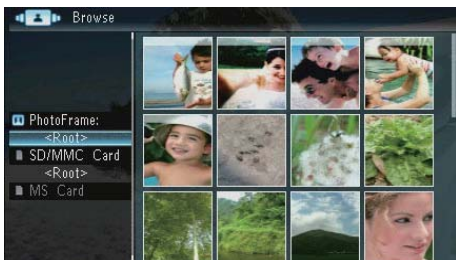 Browse
PhotoFrame:
<Root>
SD/MMC Card
<Root>
MS Card